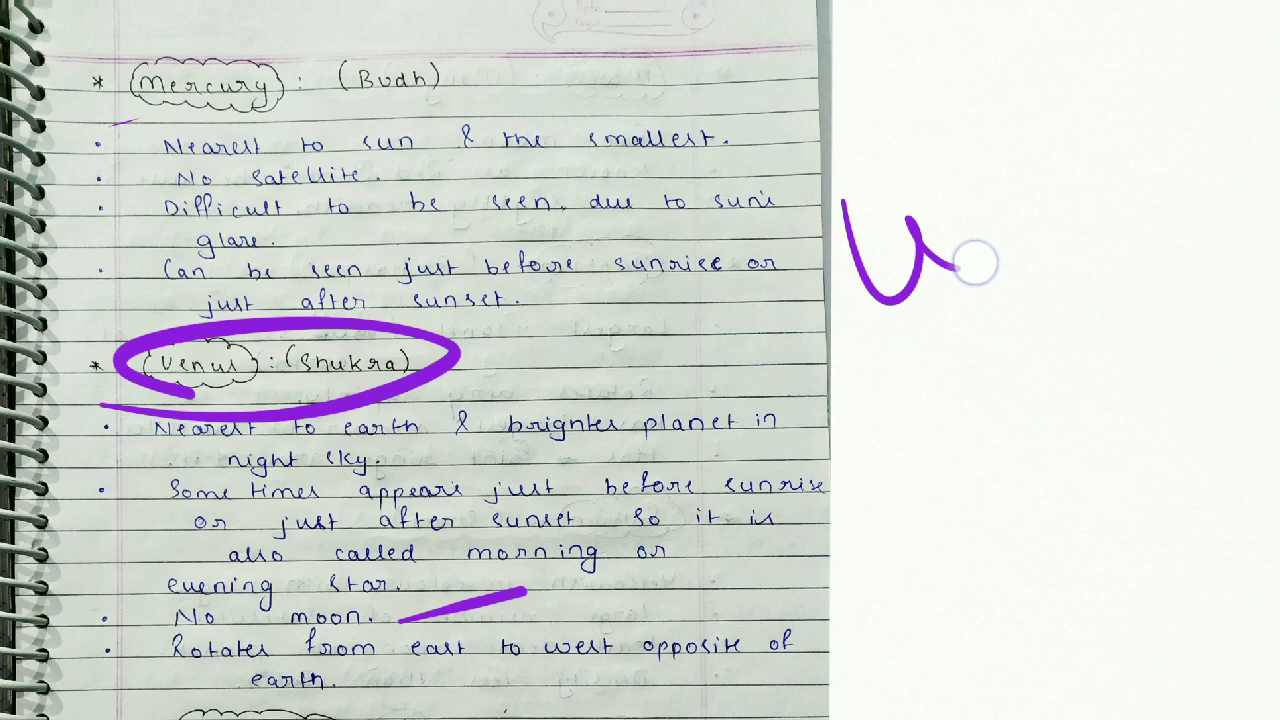 * Mercury : (Budh)
• Nearest to sun & the smallest.
• No satellite.
• Difficult to be seen, due to sun's
glare.
• Can be seen just before sunrise or
just after sunset.
* Venus : (Shukra)
• Nearest to earth & brightes planet in
night sky.
• Some times appears just before sunrise
or just after sunset so it is
also called morning or
evening star.
• No moon.
• Rotates from east to west opposite of
earth.